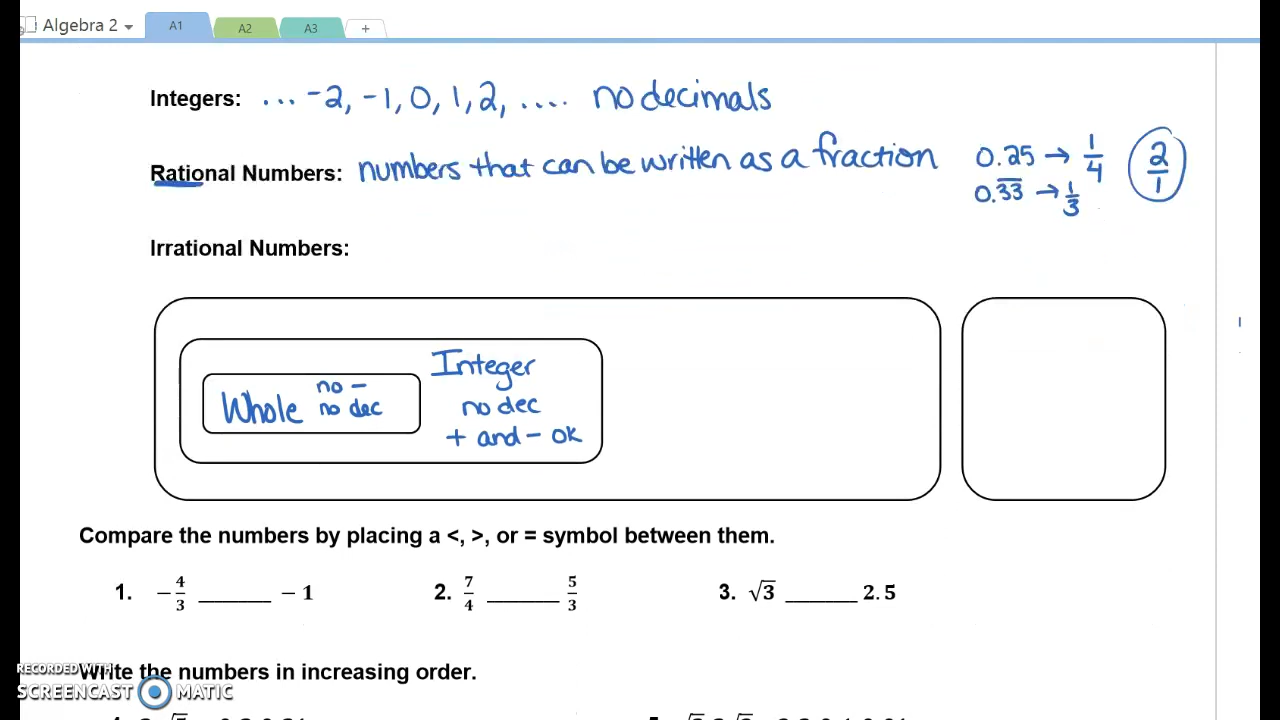 Algebra 2 A1 A2 A3 +
Integers: ... -2, -1, 0, 1, 2, .... no decimals
Rational Numbers: numbers that can be written as a fraction 0.25 → 1/4 2/1
0.3̅3̅ → 1/3
Irrational Numbers:
Whole no -
no dec
Integer
no dec
+ and - ok
Compare the numbers by placing a <, >, or = symbol between them.
1. -4/3 ______ -1 2. 7/4 ______ 5/3 3. √3 ______ 2.5
Write the numbers in increasing order.
RECORDED WITH
SCREENCAST MATIC